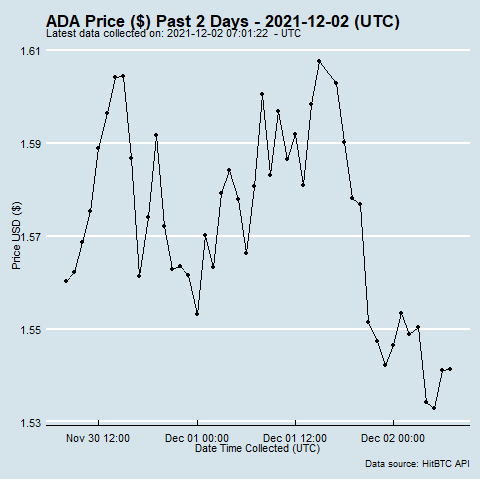 ADA Price ($) Past 2 Days - 2021-12-02 (UTC)
Latest data collected on: 2021-12-02 07:01:22  - UTC
1.61
1.59
1.57
1.55
1.53
Price USD ($)
Nov 30 12:00 Dec 01 00:00 Dec 01 12:00 Dec 02 00:00
Date Time Collected (UTC)
Data source: HitBTC API